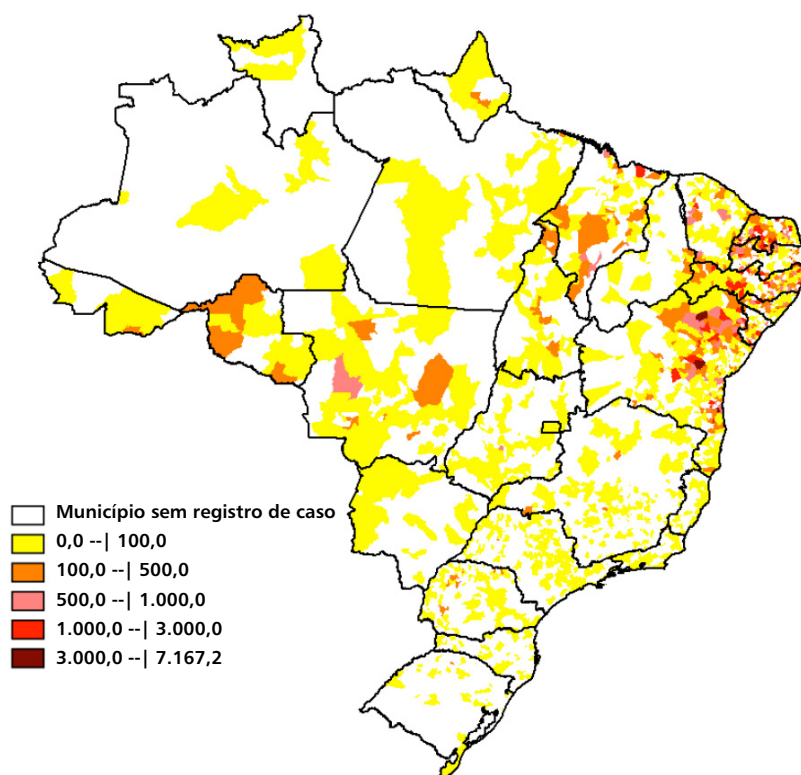 Município sem registro de caso
0,0 --| 100,0
100,0 --| 500,0
500,0 --| 1.000,0
1.000,0 --| 3.000,0
3.000,0 --| 7.167,2